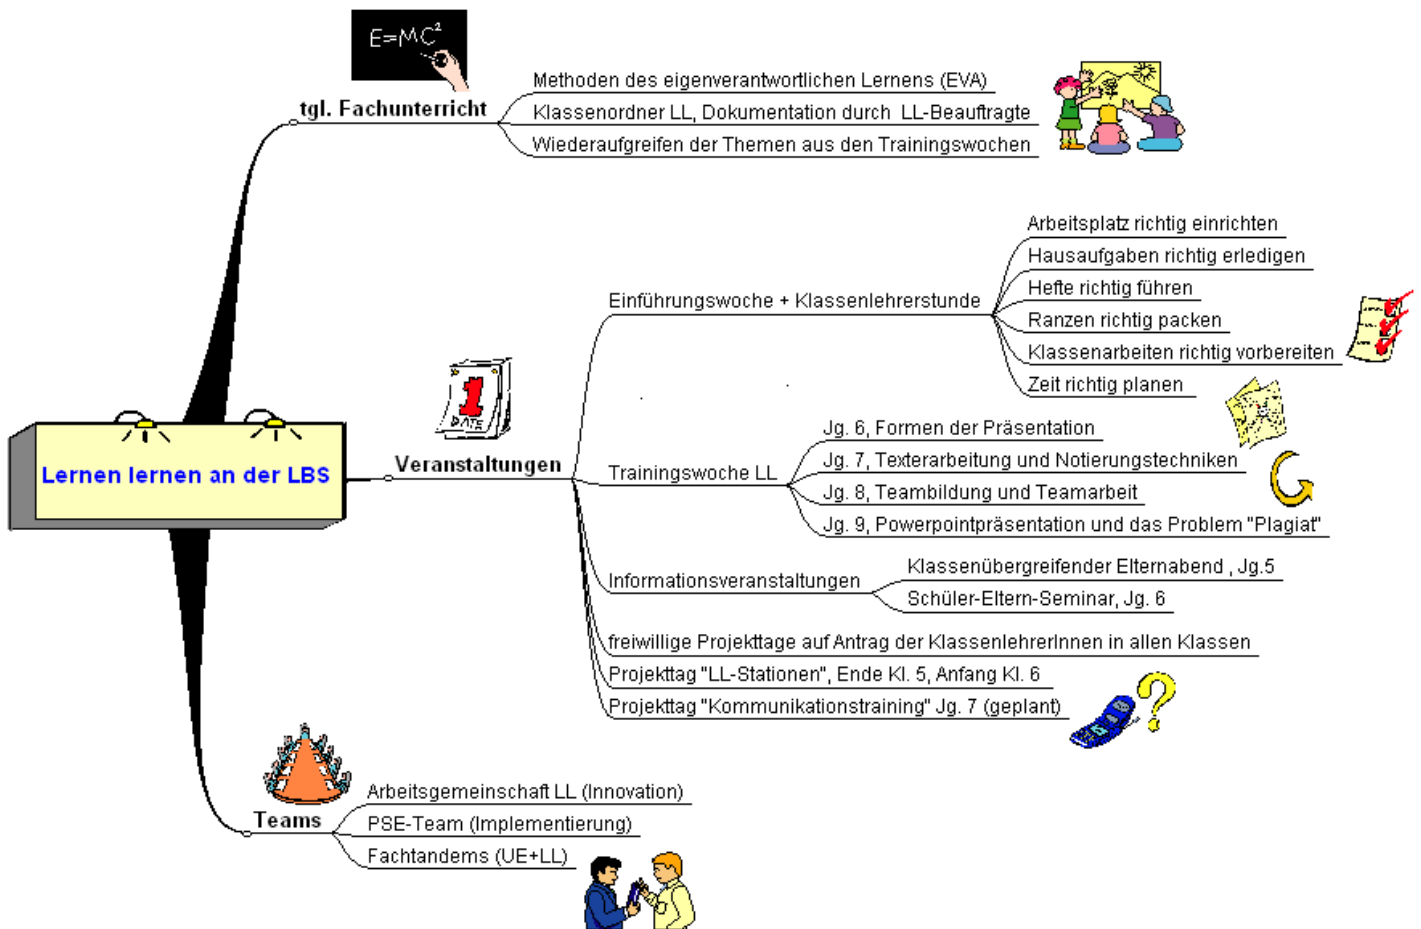 E=MC²
tgl. Fachunterricht
Methoden des eigenverantwortlichen Lernens (EVA)
Klassenordner LL, Dokumentation durch LL-Beauftragte
Wiederaufgreifen der Themen aus den Trainingswochen
Lernen lernen an der LBS
1
DATE
Veranstaltungen
Einführungswoche + Klassenlehrerstunde
Arbeitsplatz richtig einrichten
Hausaufgaben richtig erledigen
Hefte richtig führen
Ranzen richtig packen
Klassenarbeiten richtig vorbereiten
Zeit richtig planen
Trainingswoche LL
Jg. 6, Formen der Präsentation
Jg. 7, Texterarbeitung und Notierungstechniken
Jg. 8, Teambildung und Teamarbeit
Jg. 9, Powerpointpräsentation und das Problem "Plagiat"
Informationsveranstaltungen
Klassenübergreifender Elternabend , Jg.5
Schüler-Eltern-Seminar, Jg. 6
freiwillige Projekttage auf Antrag der KlassenlehrerInnen in allen Klassen
Projekttag "LL-Stationen", Ende Kl. 5, Anfang Kl. 6
Projekttag "Kommunikationstraining" Jg. 7 (geplant)
?
Teams
Arbeitsgemeinschaft LL (Innovation)
PSE-Team (Implementierung)
Fachtandems (UE+LL)